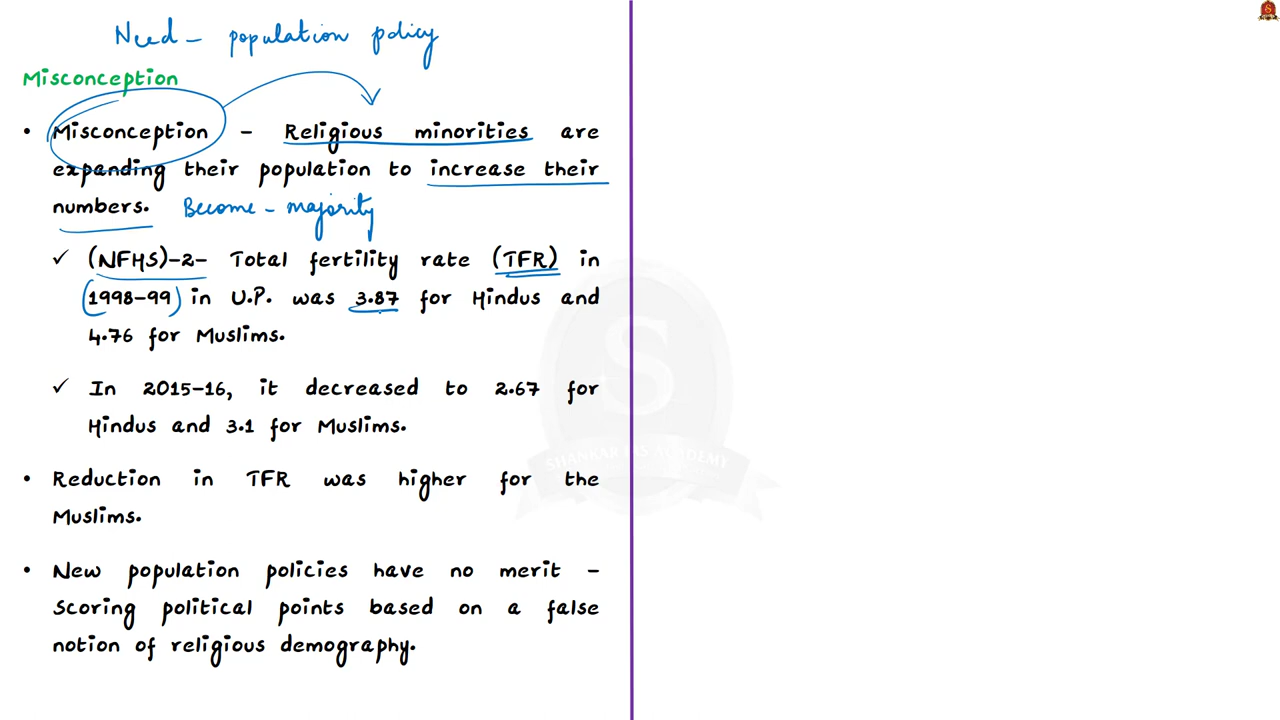 Need - population policy
Misconception
• Misconception - Religious minorities are
expanding their population to increase their
numbers. Become - majority
✓ (NFHS)-2- Total fertility rate (TFR) in
(1998-99) in U.P. was 3.87 for Hindus and
4.76 for Muslims.
✓ In 2015-16, it decreased to 2.67 for
Hindus and 3.1 for Muslims.
• Reduction in TFR was higher for the
Muslims.
• New population policies have no merit -
Scoring political points based on a false
notion of religious demography.
SHANKAR IAS ACADEMY